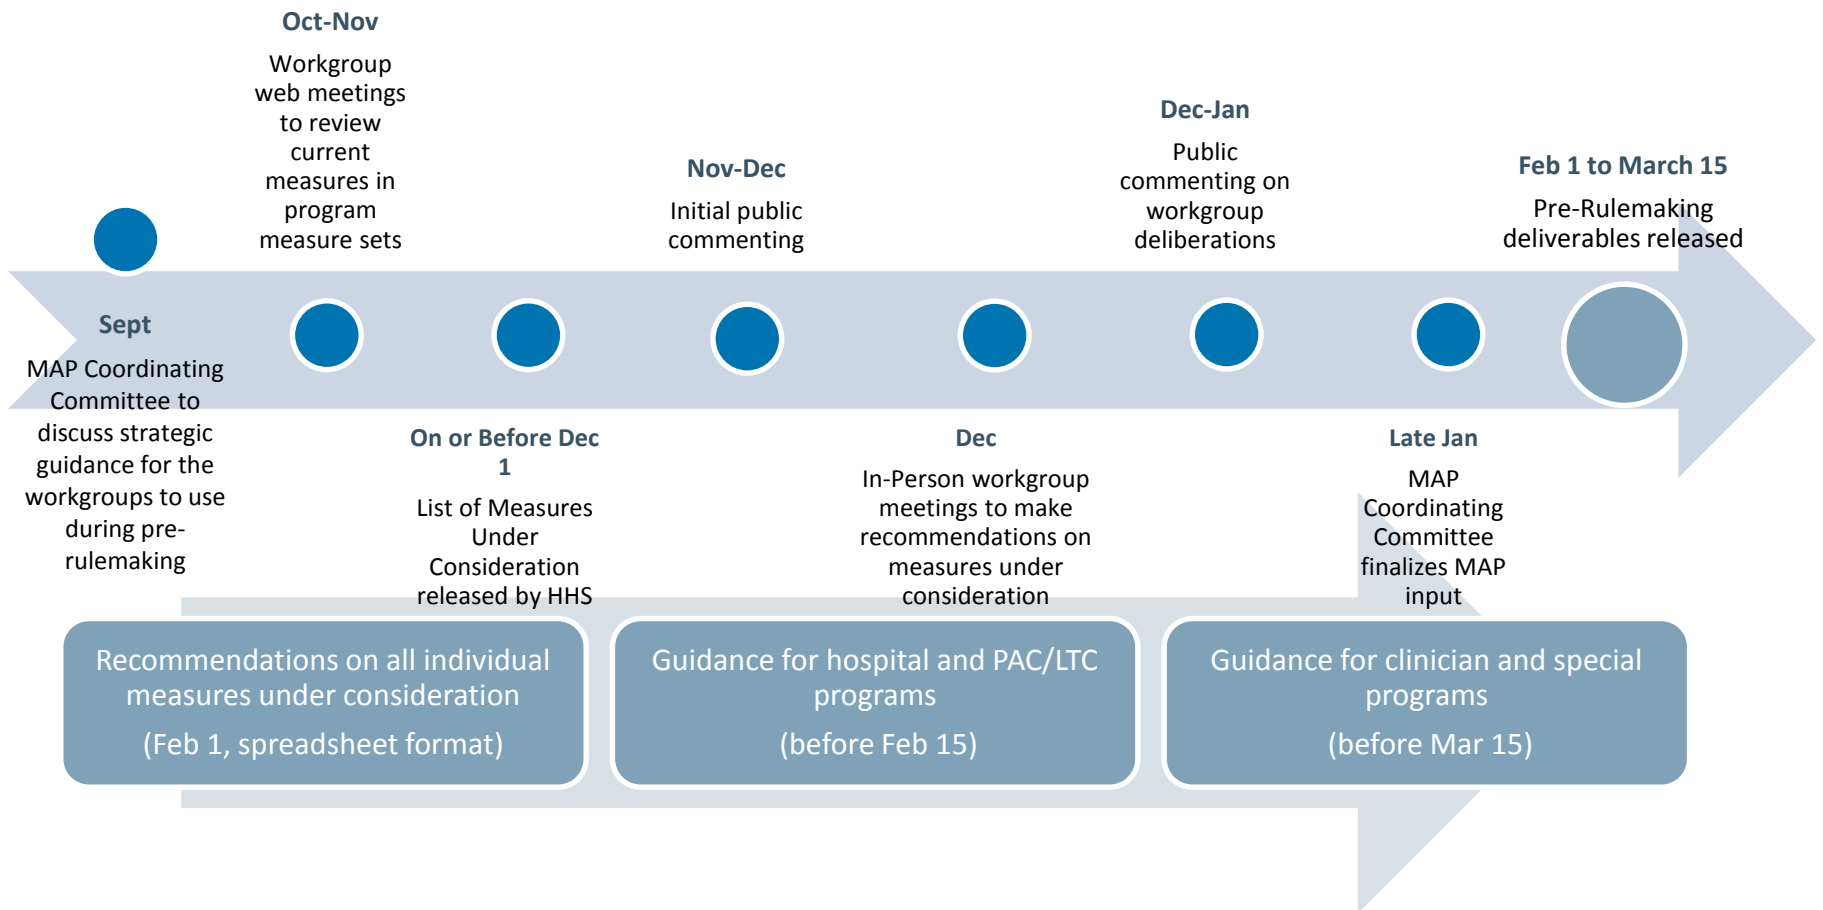 Oct-Nov
Workgroup
web meetings
to review
current
measures in
program
measure sets
Nov-Dec
Initial public
commenting
Dec-Jan
Public
commenting on
workgroup
deliberations
Feb 1 to March 15
Pre-Rulemaking
deliverables released
Sept
MAP Coordinating
Committee to
discuss strategic
guidance for the
workgroups to use
during pre-
rulemaking
On or Before Dec
1
List of Measures
Under
Consideration
released by HHS
Dec
In-Person workgroup
meetings to make
recommendations on
measures under
consideration
Late Jan
MAP
Coordinating
Committee
finalizes MAP
input
Recommendations on all individual
measures under consideration
(Feb 1, spreadsheet format)
Guidance for hospital and PAC/LTC
programs
(before Feb 15)
Guidance for clinician and special
programs
(before Mar 15)